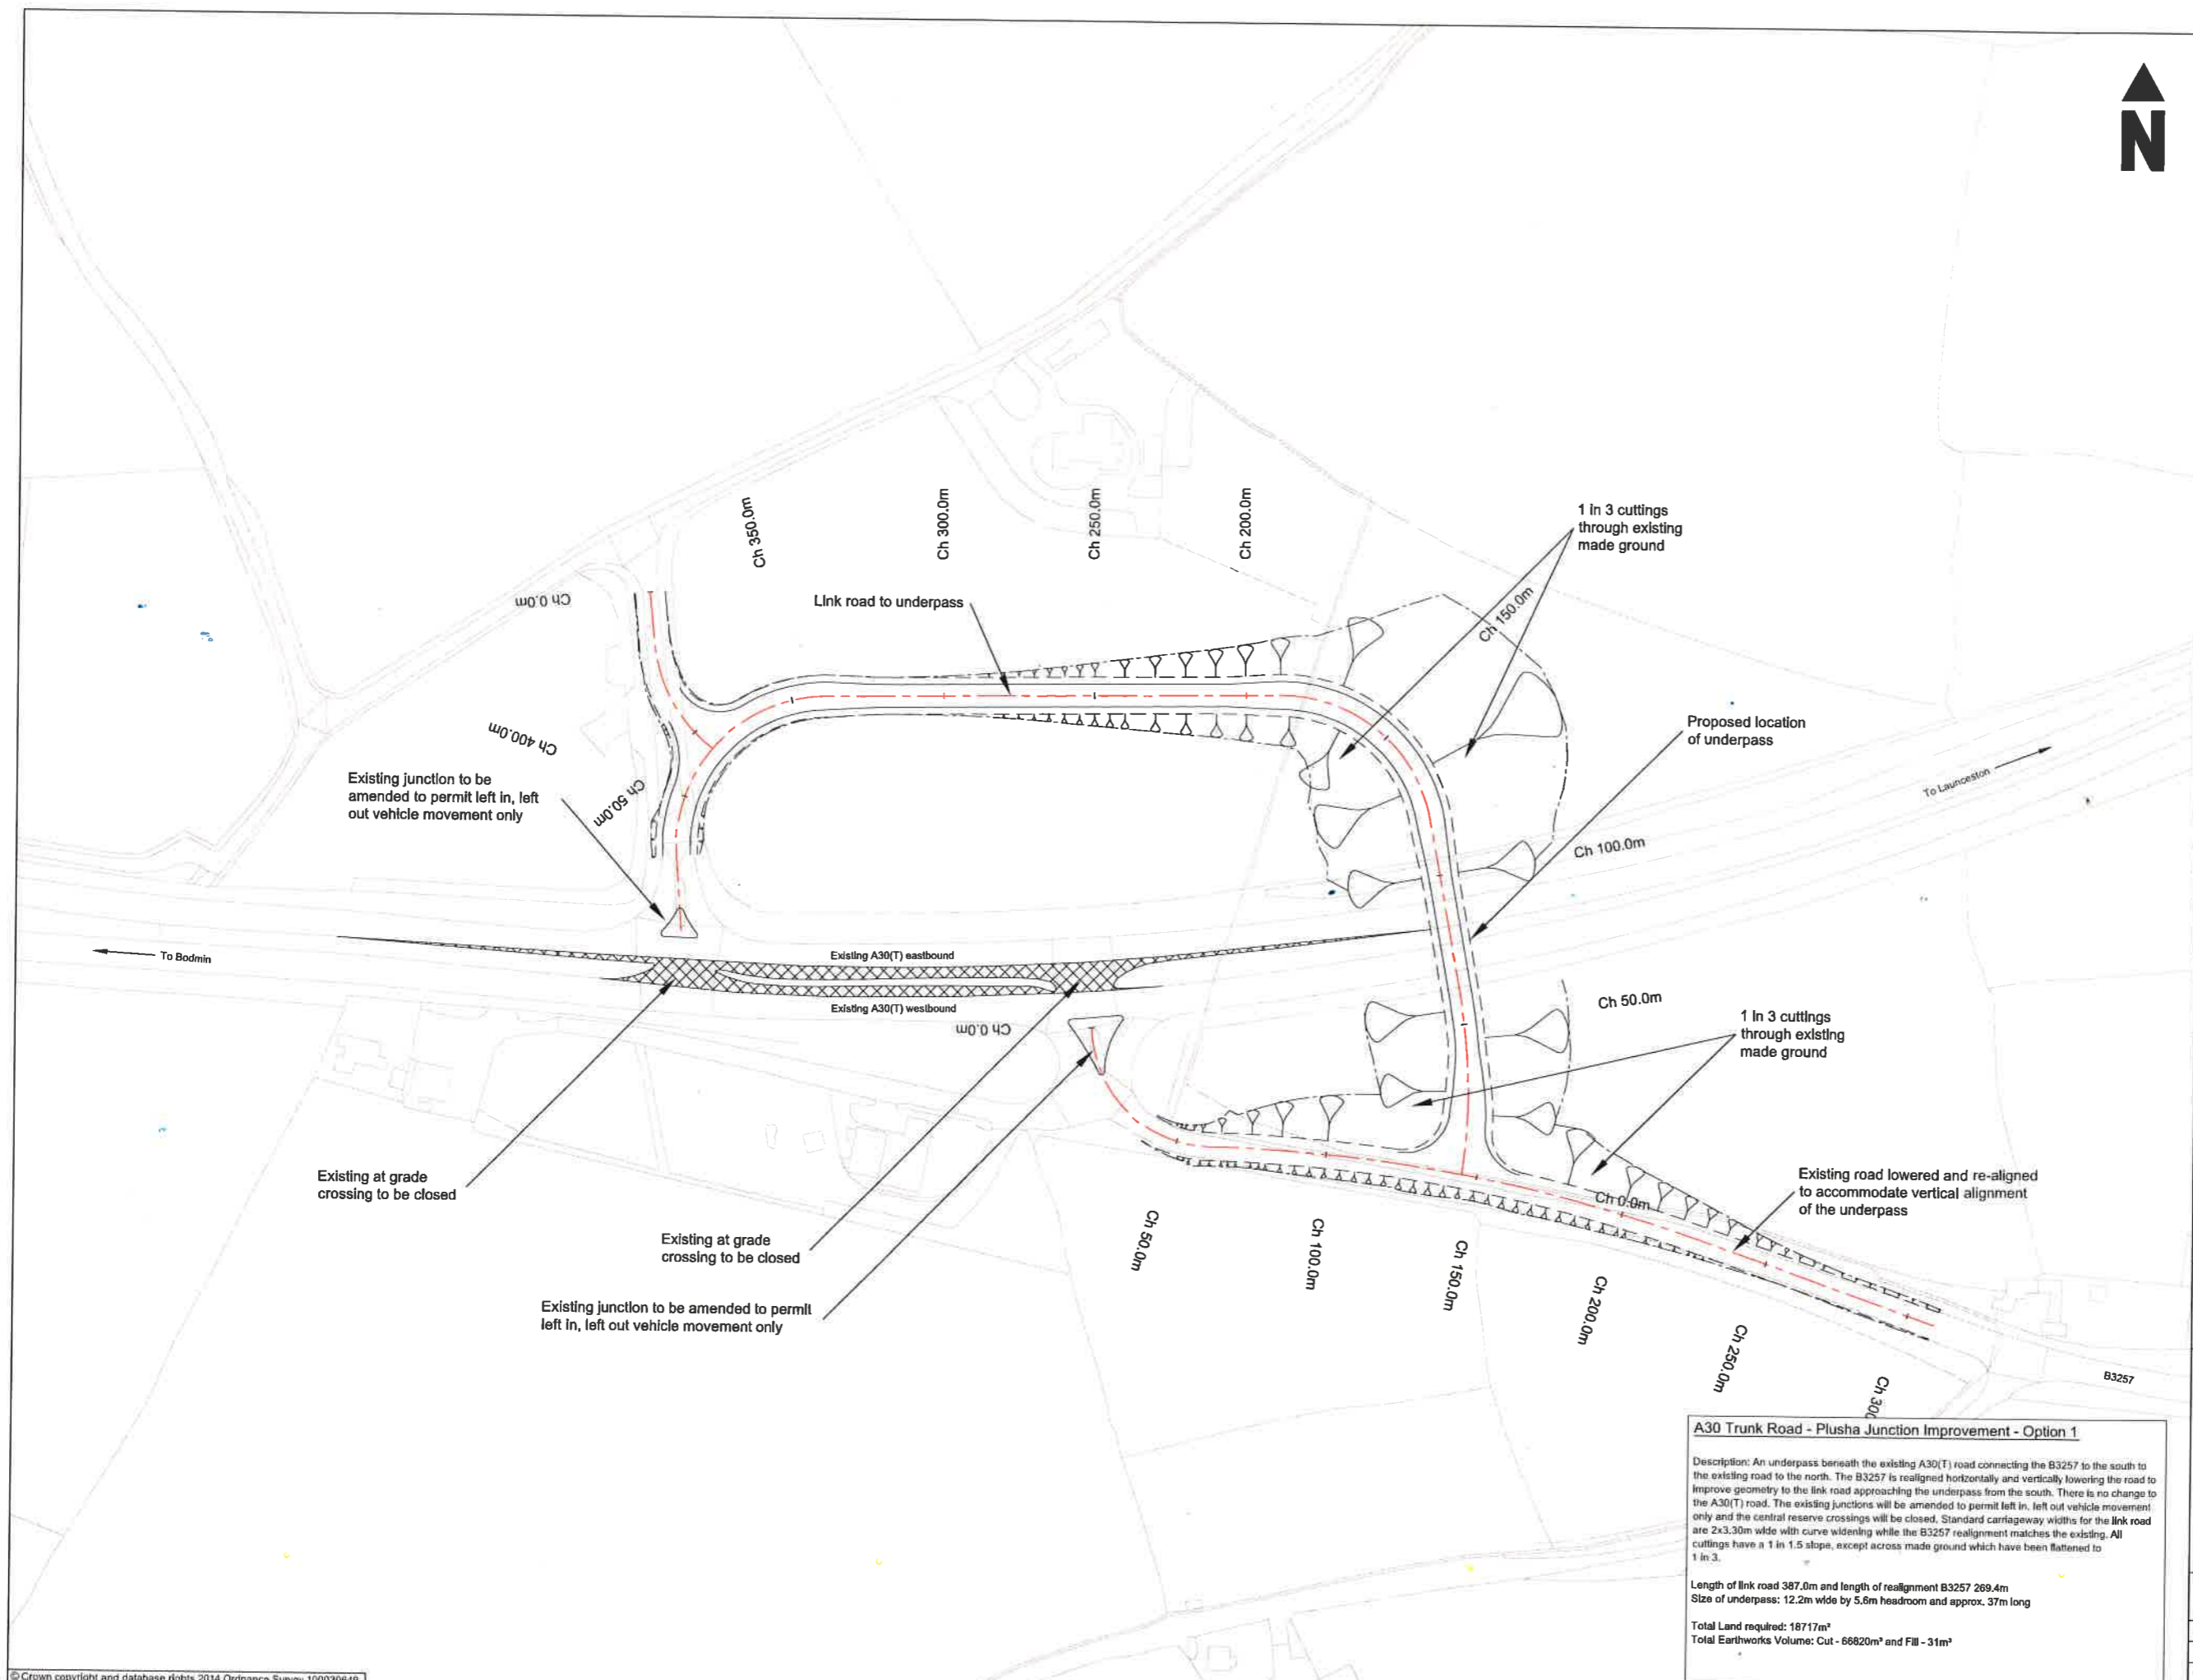 N
Ch 350.0m
Ch 300.0m
Ch 250.0m
Ch 200.0m
1 in 3 cuttings
through existing
made ground
Ch 0.0m
Link road to underpass
Ch 150.0m
Proposed location
of underpass
Ch 400.0m
Existing junction to be
amended to permit left in, left
out vehicle movement only
Ch 50.0m
To Launceston
Ch 100.0m
To Bodmin
Existing A30(T) eastbound
Existing A30(T) westbound
Ch 0.0m
Ch 50.0m
1 in 3 cuttings
through existing
made ground
Existing at grade
crossing to be closed
Existing road lowered and re-aligned
to accommodate vertical alignment
of the underpass
Ch 0.0m
Existing at grade
crossing to be closed
Ch 50.0m
Ch 100.0m
Ch 150.0m
Ch 200.0m
Ch 250.0m
Ch 300
Existing junction to be amended to permit
left in, left out vehicle movement only
B3257
A30 Trunk Road - Plusha Junction Improvement - Option 1
Description: An underpass beneath the existing A30(T) road connecting the B3257 to the south to
the existing road to the north. The B3257 is realigned horizontally and vertically lowering the road to
improve geometry to the link road approaching the underpass from the south. There is no change to
the A30(T) road. The existing junctions will be amended to permit left in, left out vehicle movement
only and the central reserve crossings will be closed. Standard carriageway widths for the link road
are 2x3.30m wide with curve widening while the B3257 realignment matches the existing. All
cuttings have a 1 in 1.5 slope, except across made ground which have been flattened to
1 in 3.
Length of link road 387.0m and length of realignment B3257 269.4m
Size of underpass: 12.2m wide by 5.6m headroom and approx. 37m long
Total Land required: 18717m²
Total Earthworks Volume: Cut - 66820m³ and Fill - 31m³
© Crown copyright and database rights 2014 Ordnance Survey 100030649